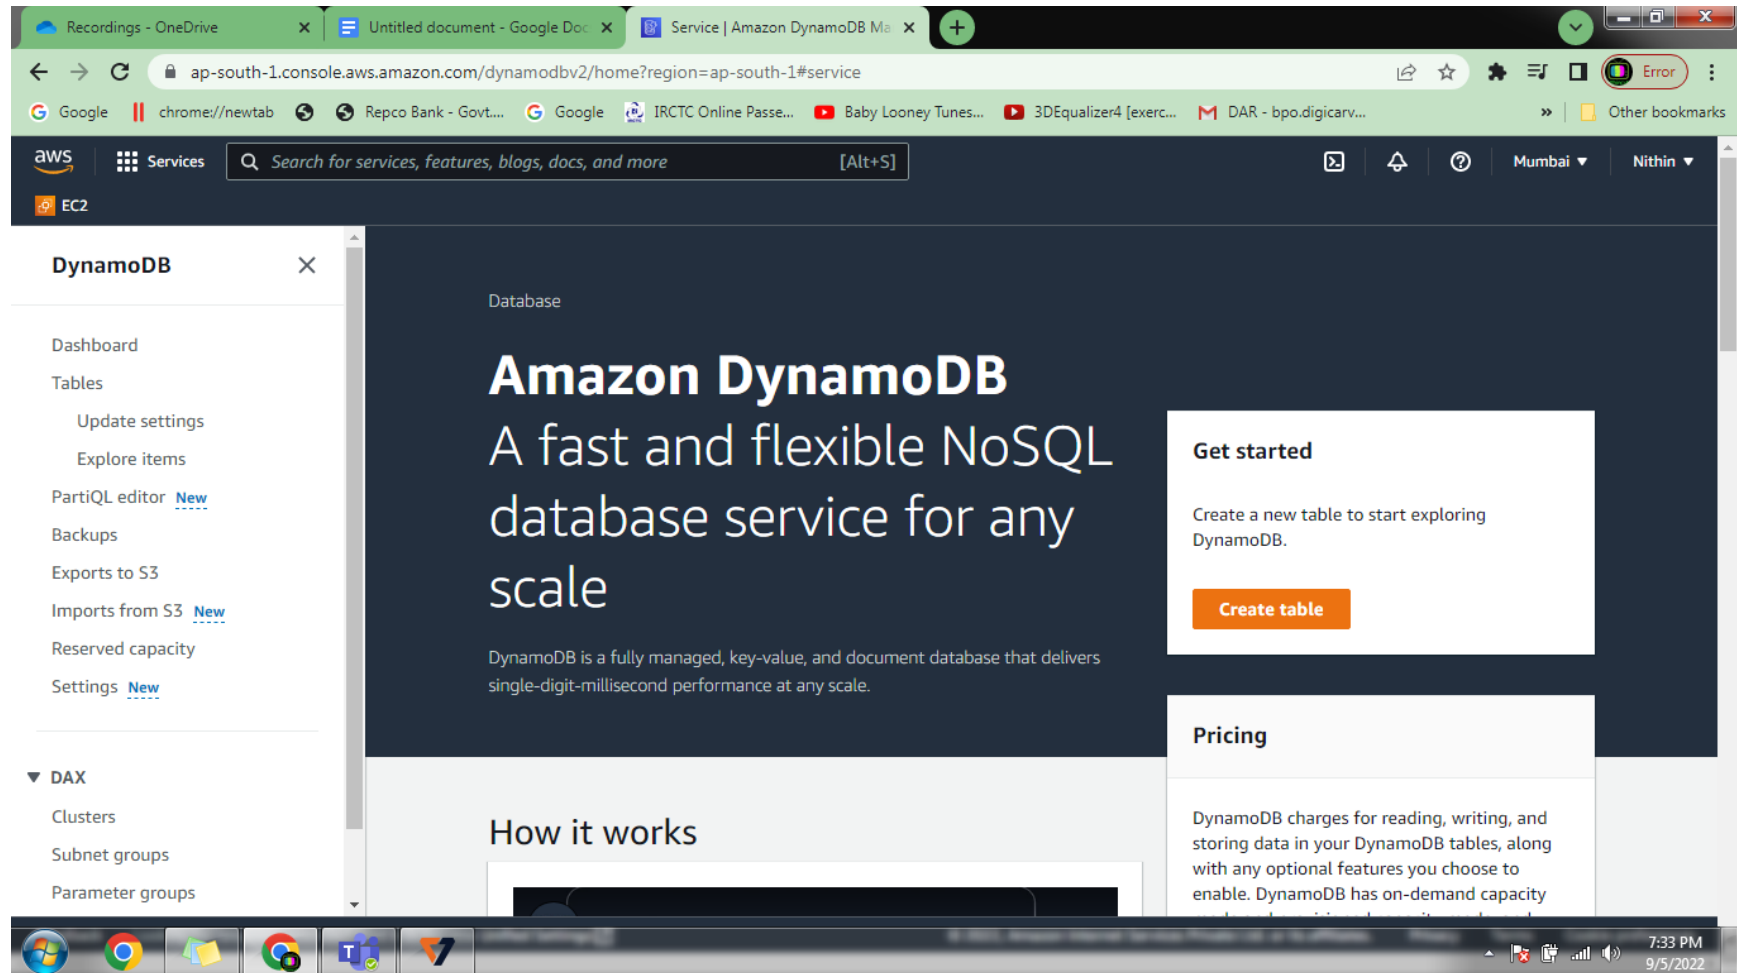 Recordings - OneDrive
Untitled document - Google Doc
Service | Amazon DynamoDB Ma
ap-south-1.console.aws.amazon.com/dynamodbv2/home?region=ap-south-1#service
Error
Google
chrome://newtab
Repco Bank - Govt....
Google
IRCTC Online Passe...
Baby Looney Tunes...
3DEqualizer4 [exerc...
DAR - bpo.digicarv...
»
Other bookmarks
aws
Services
Search for services, features, blogs, docs, and more
[Alt+S]
Mumbai
Nithin
EC2
DynamoDB
Dashboard
Tables
Update settings
Explore items
PartiQL editor New
Backups
Exports to S3
Imports from S3 New
Reserved capacity
Settings New
DAX
Clusters
Subnet groups
Parameter groups
Database
Amazon DynamoDB
A fast and flexible NoSQL
database service for any
scale
DynamoDB is a fully managed, key-value, and document database that delivers
single-digit-millisecond performance at any scale.
How it works
Get started
Create a new table to start exploring
DynamoDB.
Create table
Pricing
DynamoDB charges for reading, writing, and
storing data in your DynamoDB tables, along
with any optional features you choose to
enable. DynamoDB has on-demand capacity
7:33 PM
9/5/2022